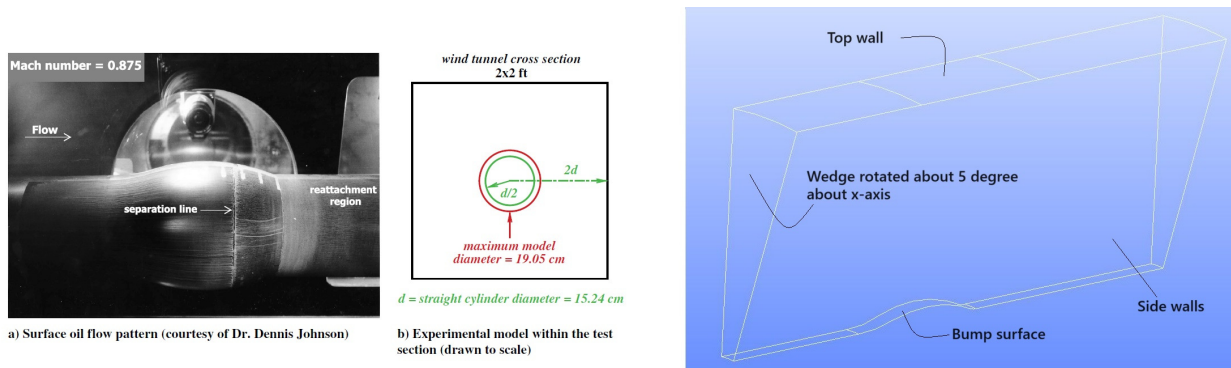 Mach number = 0.875
Flow
separation line
reattachment
region
a) Surface oil flow pattern (courtesy of Dr. Dennis Johnson)
wind tunnel cross section
2x2 ft
2d
d/2
maximum model
diameter = 19.05 cm
d = straight cylinder diameter = 15.24 cm
b) Experimental model within the test
section (drawn to scale)
Top wall
Wedge rotated about 5 degree
about x-axis
Side walls
Bump surface